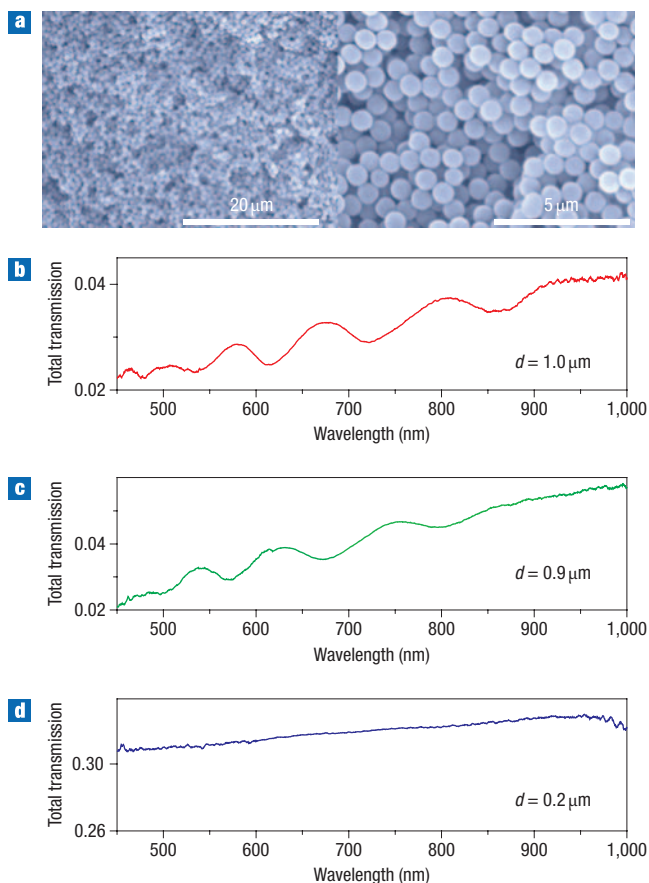 a
20 μm
5 μm
b
Total transmission
0.04
0.02
500 600 700 800 900 1,000
Wavelength (nm)
d = 1.0 μm
c
Total transmission
0.04
0.02
500 600 700 800 900 1,000
Wavelength (nm)
d = 0.9 μm
d
Total transmission
0.30
0.26
500 600 700 800 900 1,000
Wavelength (nm)
d = 0.2 μm